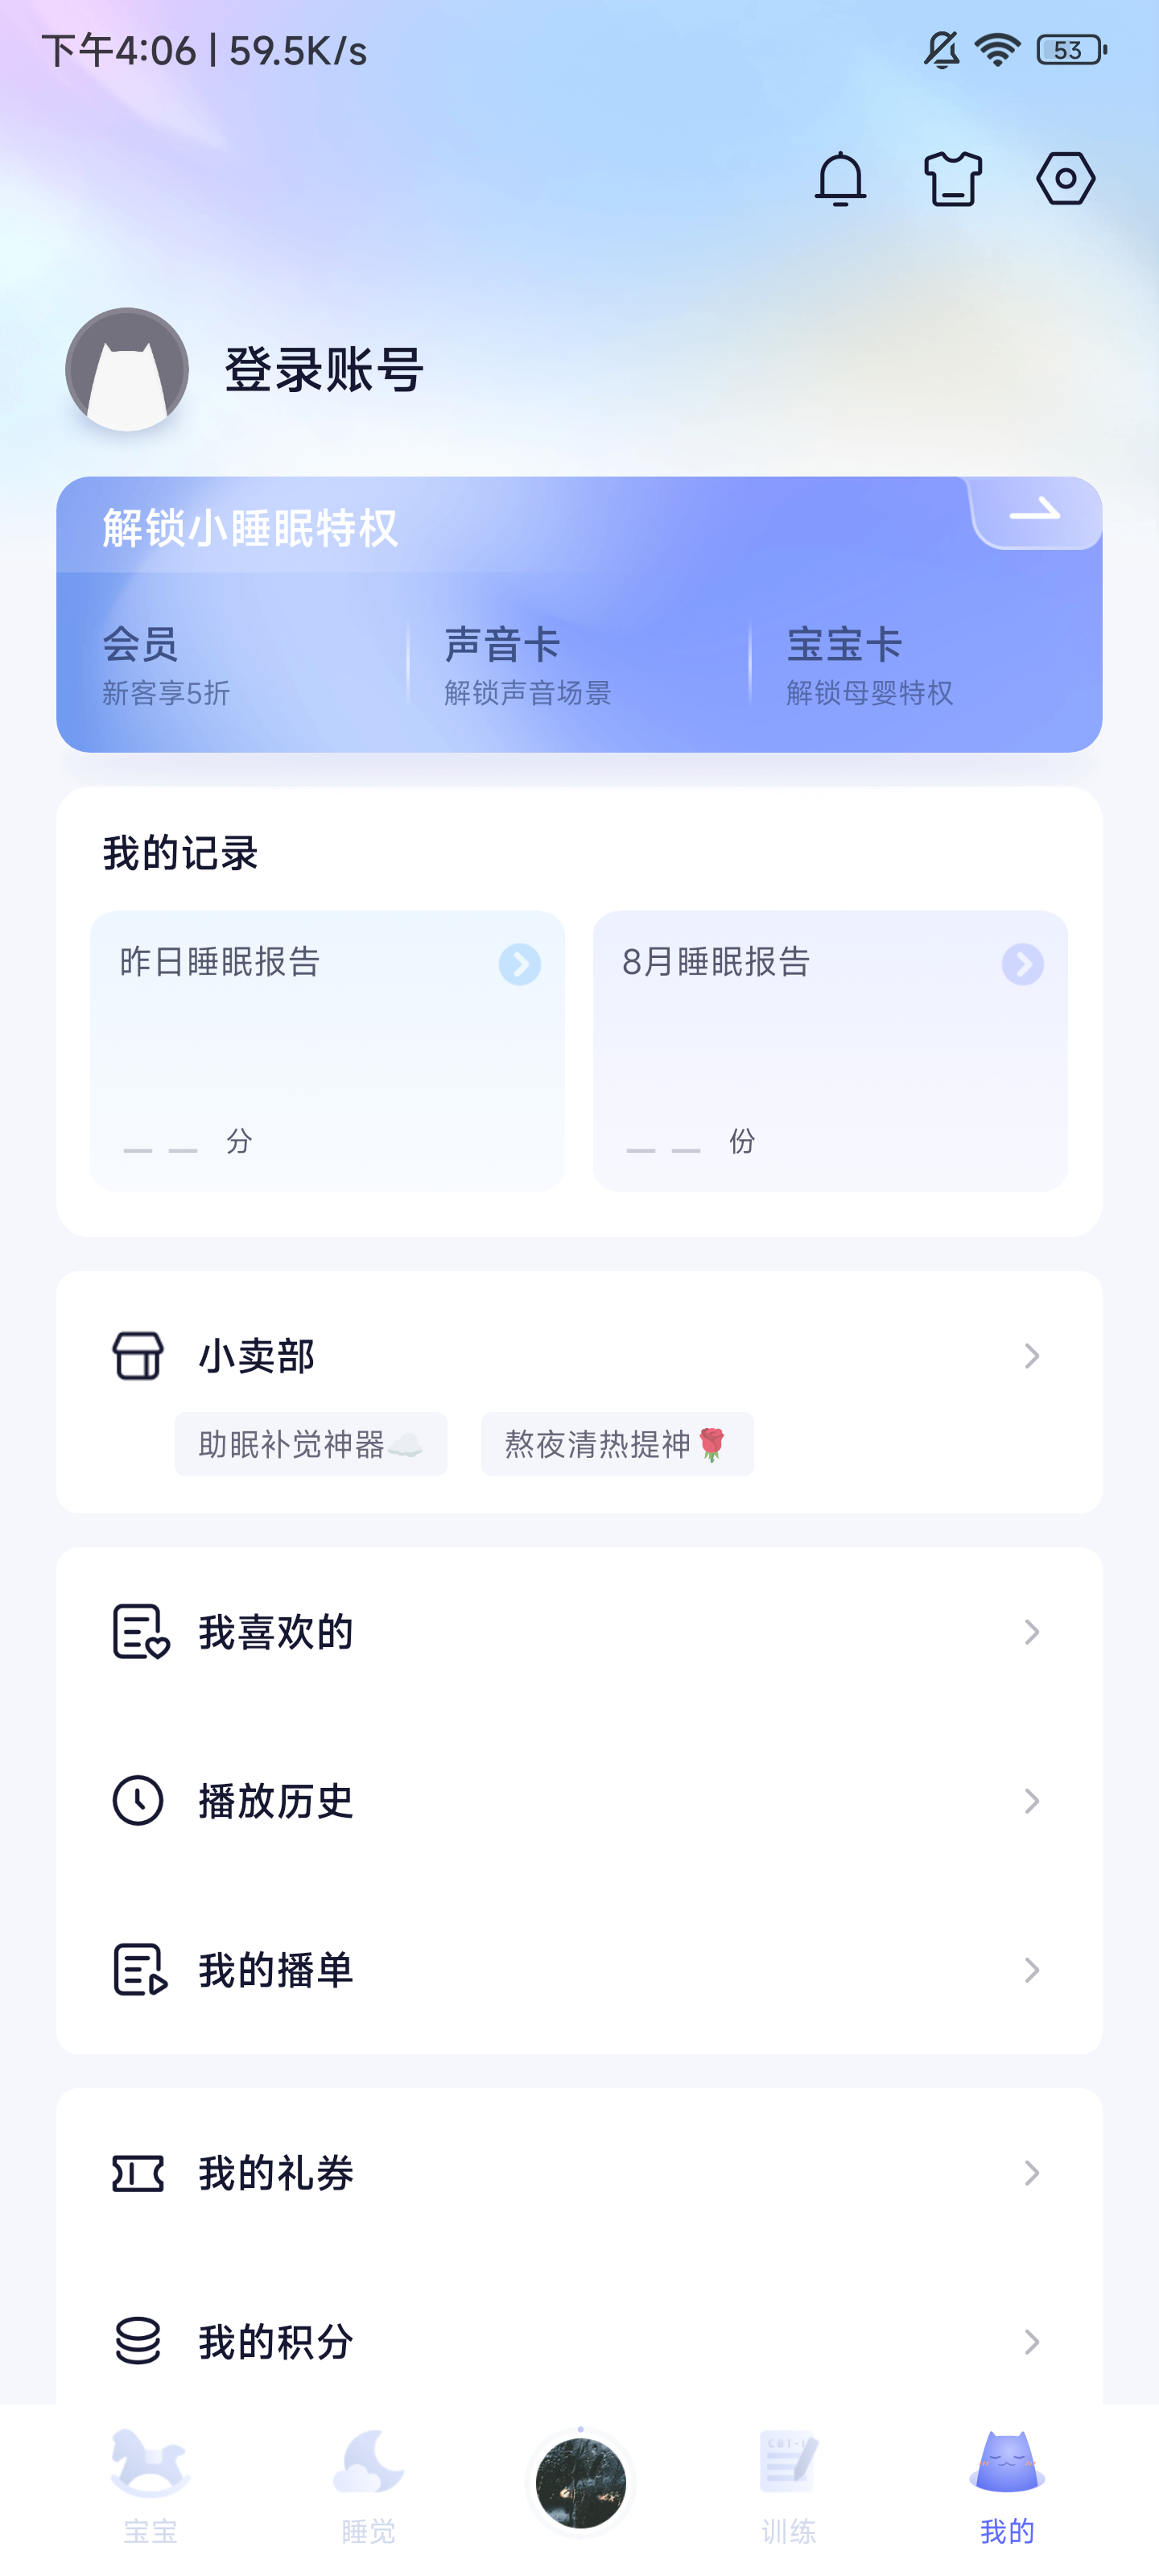 下午4:06 | 59.5K/s
53
登录账号
解锁小睡眠特权
会员
声音卡
宝宝卡
新客享5折
解锁声音场景
解锁母婴特权
我的记录
昨日睡眠报告
8月睡眠报告
_ _ 分
_ _ 份
小卖部
助眠补觉神器☁️
熬夜清热提神🌹
我喜欢的
播放历史
我的播单
我的礼券
我的积分
宝宝
睡觉
训练
我的